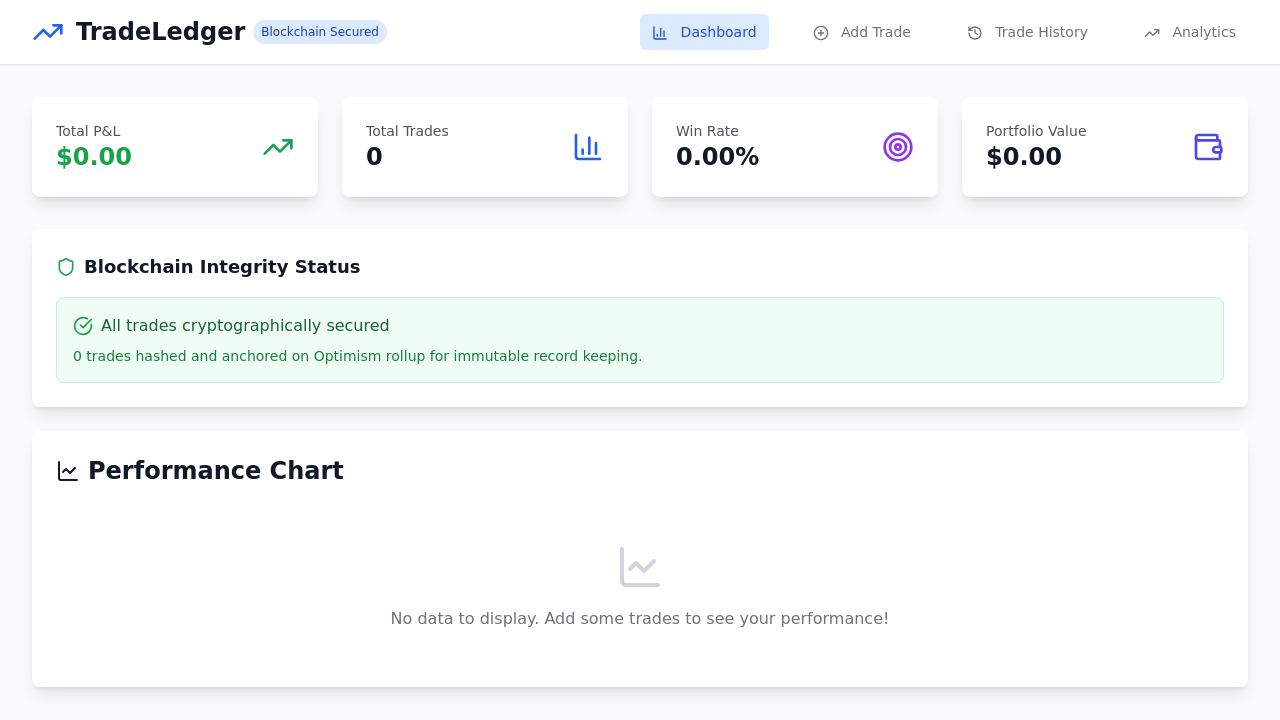 TradeLedger
Blockchain Secured
Dashboard
Add Trade
Trade History
Analytics
Total P&L
$0.00
Total Trades
0
Win Rate
0.00%
Portfolio Value
$0.00
Blockchain Integrity Status
All trades cryptographically secured
0 trades hashed and anchored on Optimism rollup for immutable record keeping.
Performance Chart
No data to display. Add some trades to see your performance!